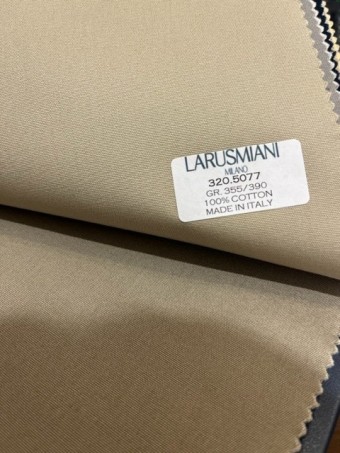 LARUSMIANI
MILANO
320.5077
GR. 355/390
100% COTTON
MADE IN ITALY